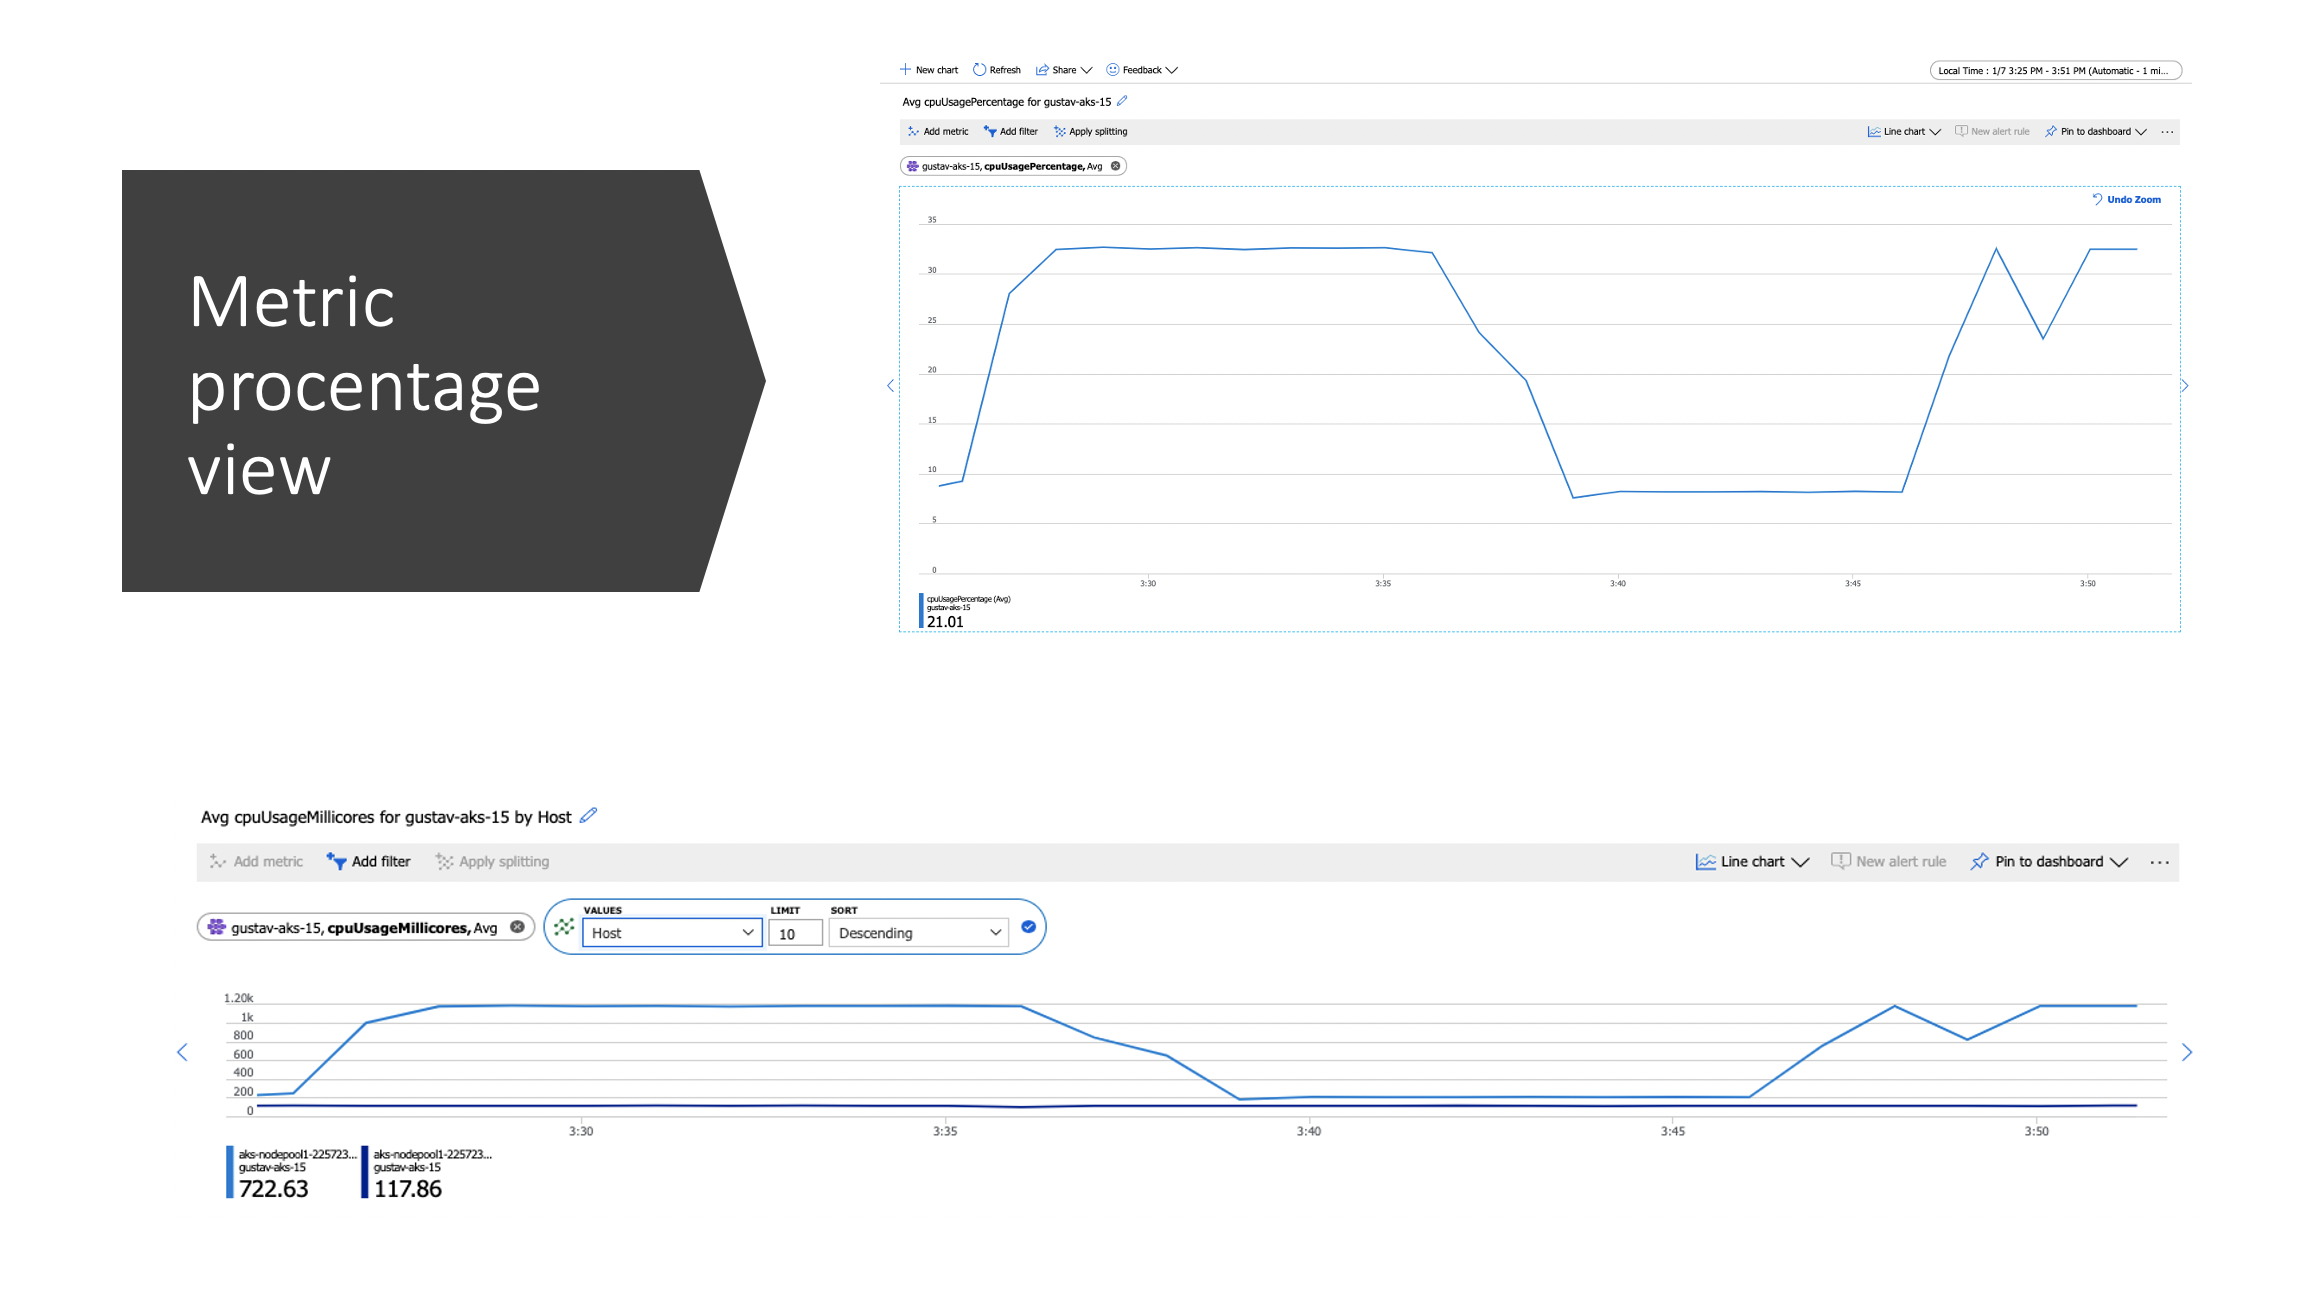 Metric
procentage
view
New chart Refresh Share Feedback
Local Time : 1/7 3:25 PM - 3:51 PM (Automatic - 1 mi...
Avg cpuUsagePercentage for gustav-aks-15
Add metric Add filter Apply splitting Line chart New alert rule Pin to dashboard ...
gustav-aks-15, cpuUsagePercentage, Avg
Undo Zoom
35
30
25
20
15
10
5
0
3:30 3:35 3:40 3:45 3:50
cpuUsagePercentage (Avg)
gustav-aks-15
21.01
Avg cpuUsageMillicores for gustav-aks-15 by Host
Add metric Add filter Apply splitting Line chart New alert rule Pin to dashboard ...
VALUES LIMIT SORT
gustav-aks-15, cpuUsageMillicores, Avg Host 10 Descending
1.20k
1k
800
600
400
200
0
3:30 3:35 3:40 3:45 3:50
aks-nodepool1-225723... aks-nodepool1-225723...
gustav-aks-15 gustav-aks-15
722.63 117.86